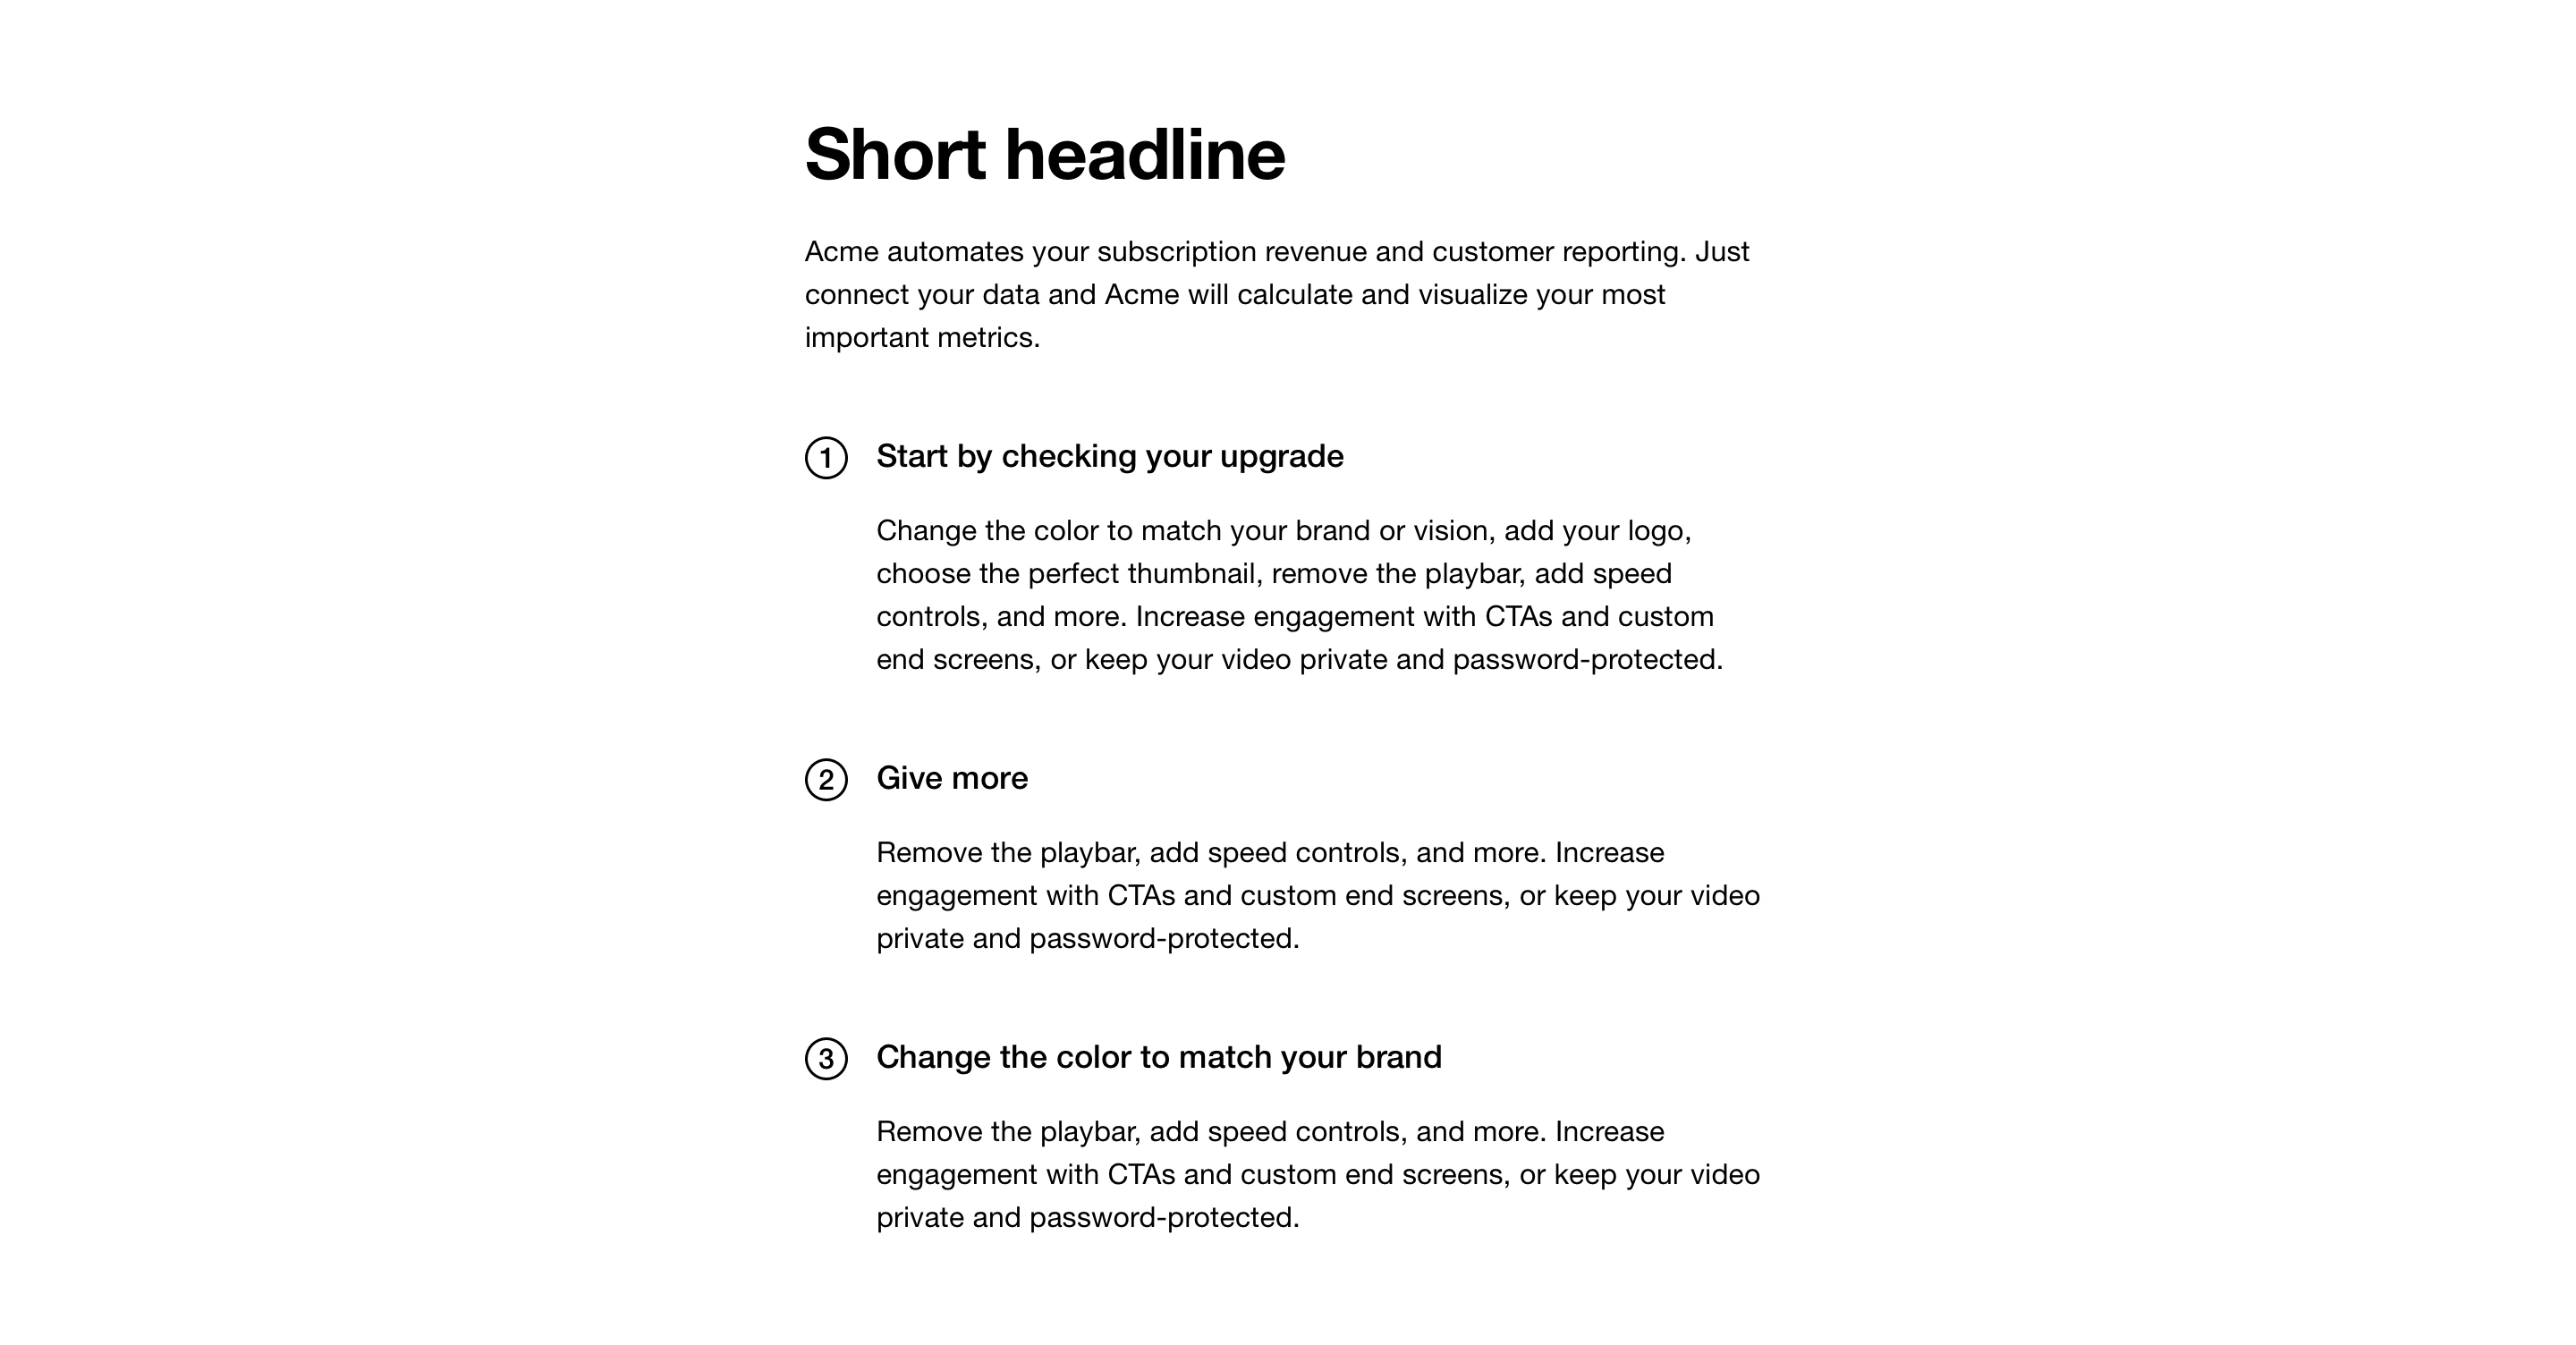 Short headline
Acme automates your subscription revenue and customer reporting. Just
connect your data and Acme will calculate and visualize your most
important metrics.
1 Start by checking your upgrade
Change the color to match your brand or vision, add your logo,
choose the perfect thumbnail, remove the playbar, add speed
controls, and more. Increase engagement with CTAs and custom
end screens, or keep your video private and password-protected.
2 Give more
Remove the playbar, add speed controls, and more. Increase
engagement with CTAs and custom end screens, or keep your video
private and password-protected.
3 Change the color to match your brand
Remove the playbar, add speed controls, and more. Increase
engagement with CTAs and custom end screens, or keep your video
private and password-protected.